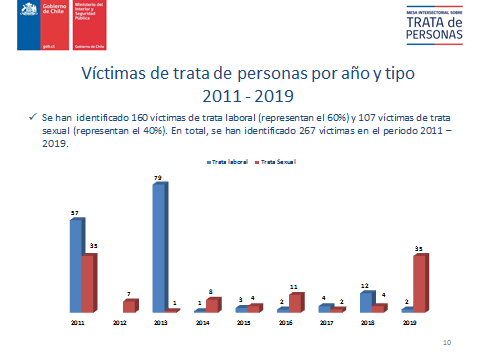 Gobierno de Chile
gob.cl
Ministerio del Interior y Seguridad Pública
Gobierno de Chile
MESA INTERSECTORIAL SOBRE
TRATA de
PERSONAS
Víctimas de trata de personas por año y tipo
2011 - 2019
✓ Se han identificado 160 víctimas de trata laboral (representan el 60%) y 107 víctimas de trata
sexual (representan el 40%). En total, se han identificado 267 víctimas en el periodo 2011 –
2019.
Trata laboral Trata Sexual
57 35 7 79 1 1 8 3 4 2 11 4 2 12 4 2 35
2011 2012 2013 2014 2015 2016 2017 2018 2019
10